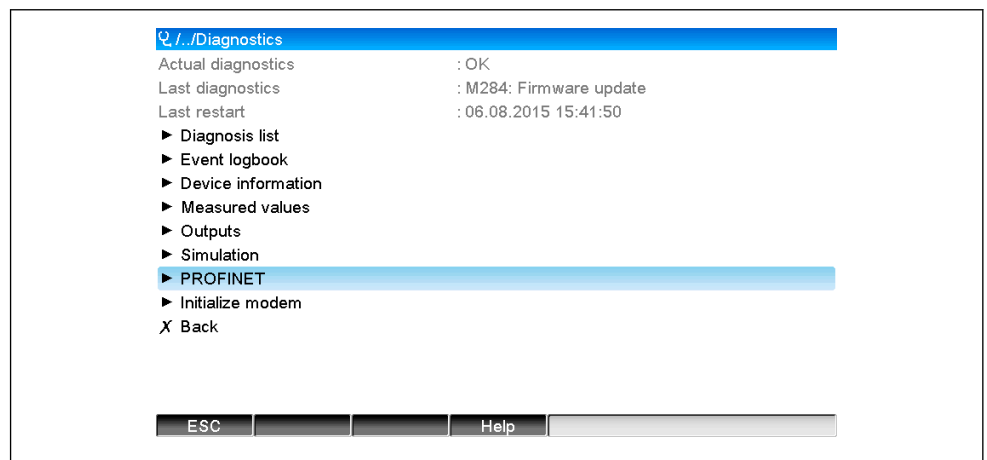 /../Diagnostics
Actual diagnostics : OK
Last diagnostics : M284: Firmware update
Last restart : 06.08.2015 15:41:50
► Diagnosis list
► Event logbook
► Device information
► Measured values
► Outputs
► Simulation
► PROFINET
► Initialize modem
X Back
ESC Help